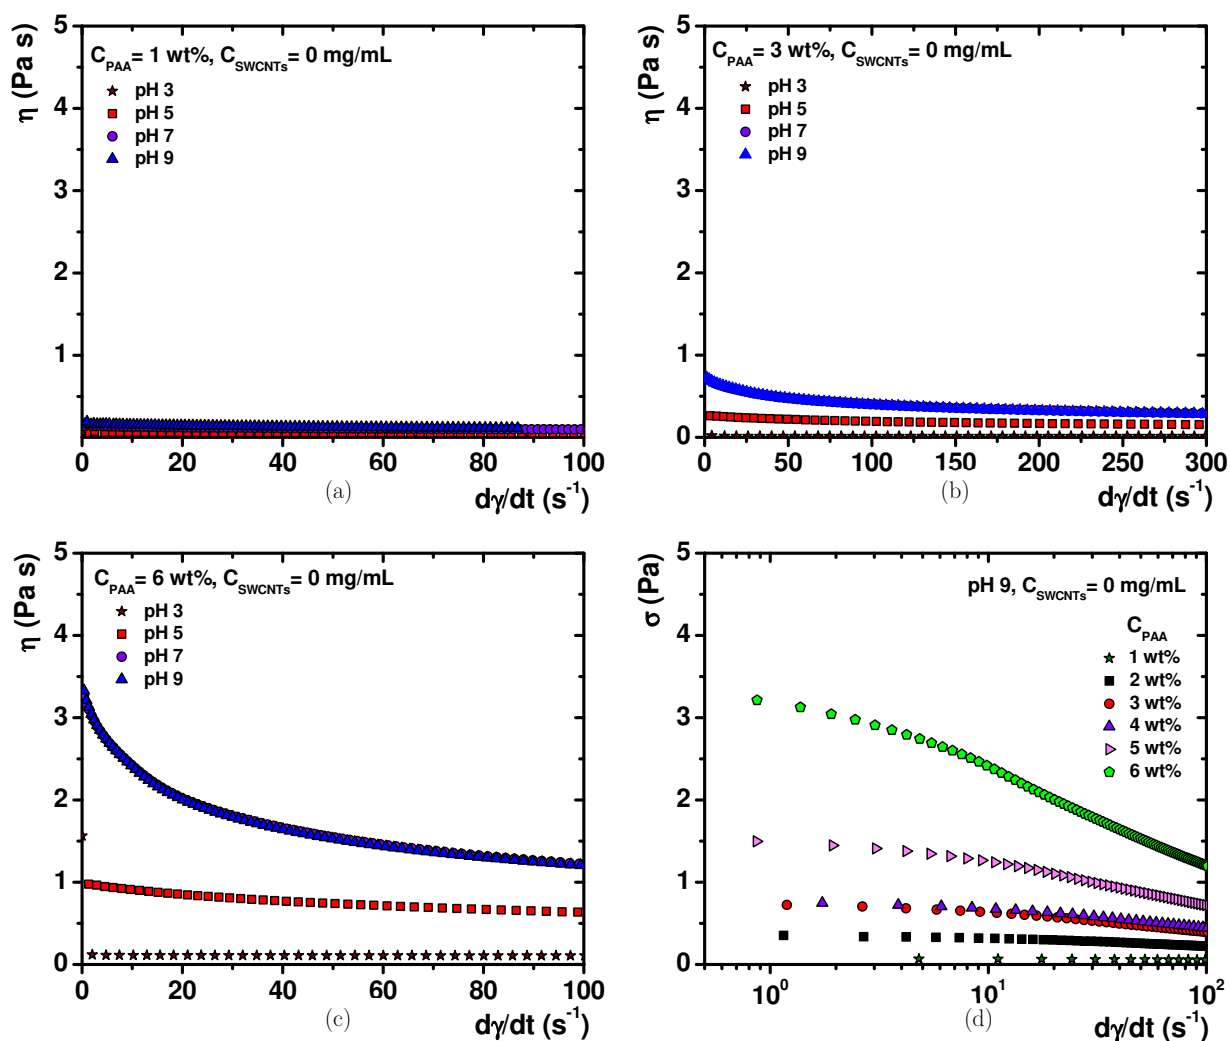 η (Pa s)
5
4
3
2
1
0
C_PAA= 1 wt%, C_SWCNTs= 0 mg/mL
pH 3
pH 5
pH 7
pH 9
0 20 40 60 80 100
(a)
dγ/dt (s⁻¹)
η (Pa s)
5
4
3
2
1
0
C_PAA= 3 wt%, C_SWCNTs= 0 mg/mL
pH 3
pH 5
pH 7
pH 9
0 50 100 150 200 250 300
(b)
dγ/dt (s⁻¹)
η (Pa s)
5
4
3
2
1
0
C_PAA= 6 wt%, C_SWCNTs= 0 mg/mL
pH 3
pH 5
pH 7
pH 9
0 20 40 60 80 100
(c)
dγ/dt (s⁻¹)
σ (Pa)
5
4
3
2
1
0
pH 9, C_SWCNTs= 0 mg/mL
C_PAA
1 wt%
2 wt%
3 wt%
4 wt%
5 wt%
6 wt%
10⁰ 10¹ 10²
(d)
dγ/dt (s⁻¹)